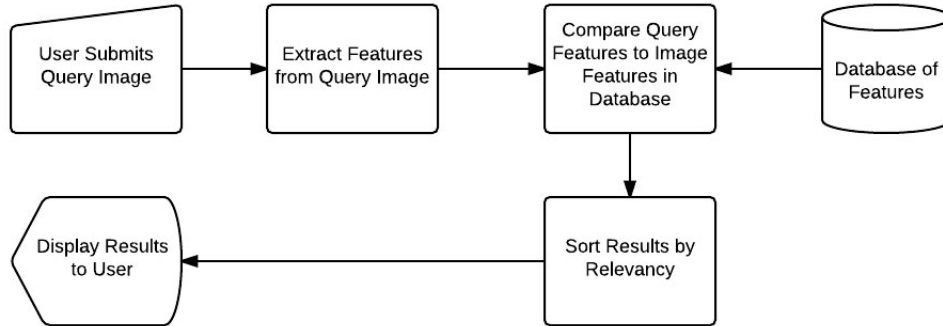 User Submits
Query Image
Extract Features
from Query Image
Compare Query
Features to Image
Features in
Database
Database of
Features
Display Results
to User
Sort Results by
Relevancy